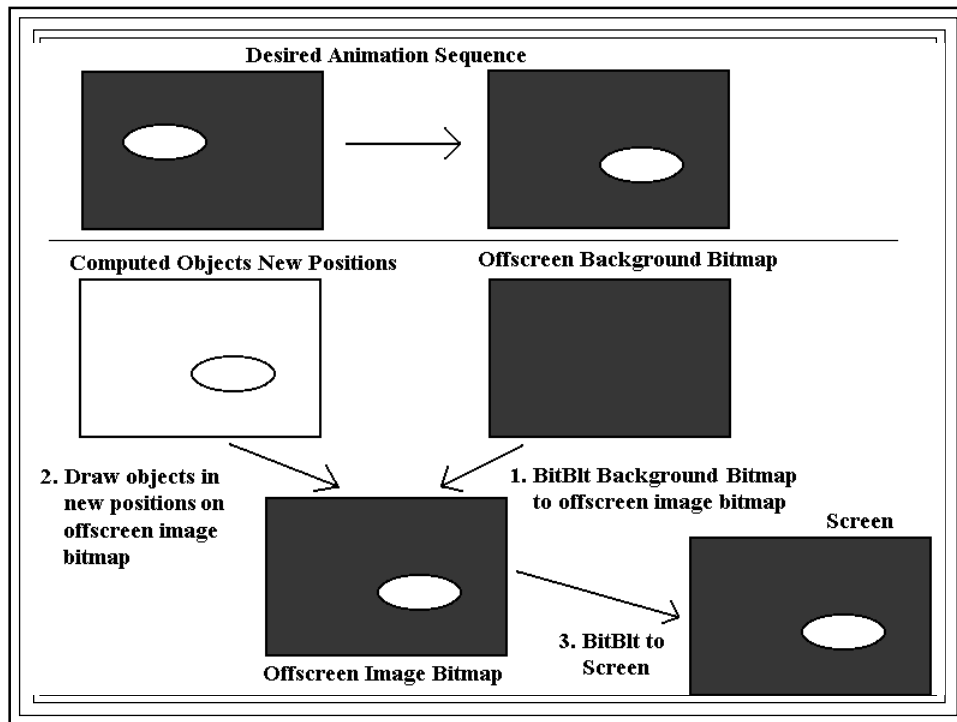 Desired Animation Sequence
Computed Objects New Positions
Offscreen Background Bitmap
2. Draw objects in
new positions on
offscreen image
bitmap
1. BitBlt Background Bitmap
to offscreen image bitmap
Screen
3. BitBlt to
Screen
Offscreen Image Bitmap